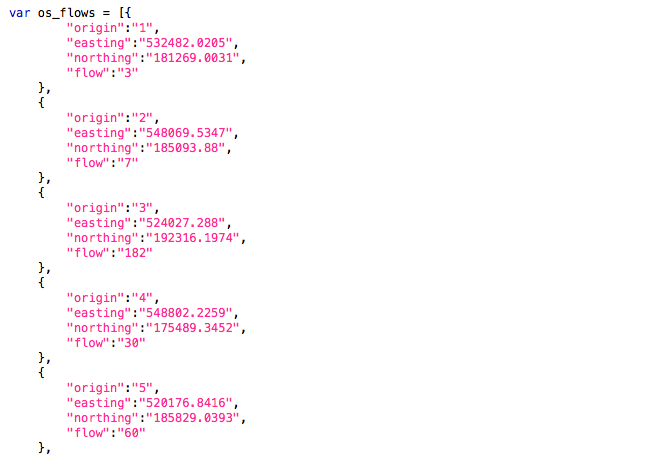 var os_flows = [{
"origin":"1",
"easting":"532482.0205",
"northing":"181269.0031",
"flow":"3"
},
{
"origin":"2",
"easting":"548069.5347",
"northing":"185093.88",
"flow":"7"
},
{
"origin":"3",
"easting":"524027.288",
"northing":"192316.1974",
"flow":"182"
},
{
"origin":"4",
"easting":"548802.2259",
"northing":"175489.3452",
"flow":"30"
},
{
"origin":"5",
"easting":"520176.8416",
"northing":"185829.0393",
"flow":"60"
},